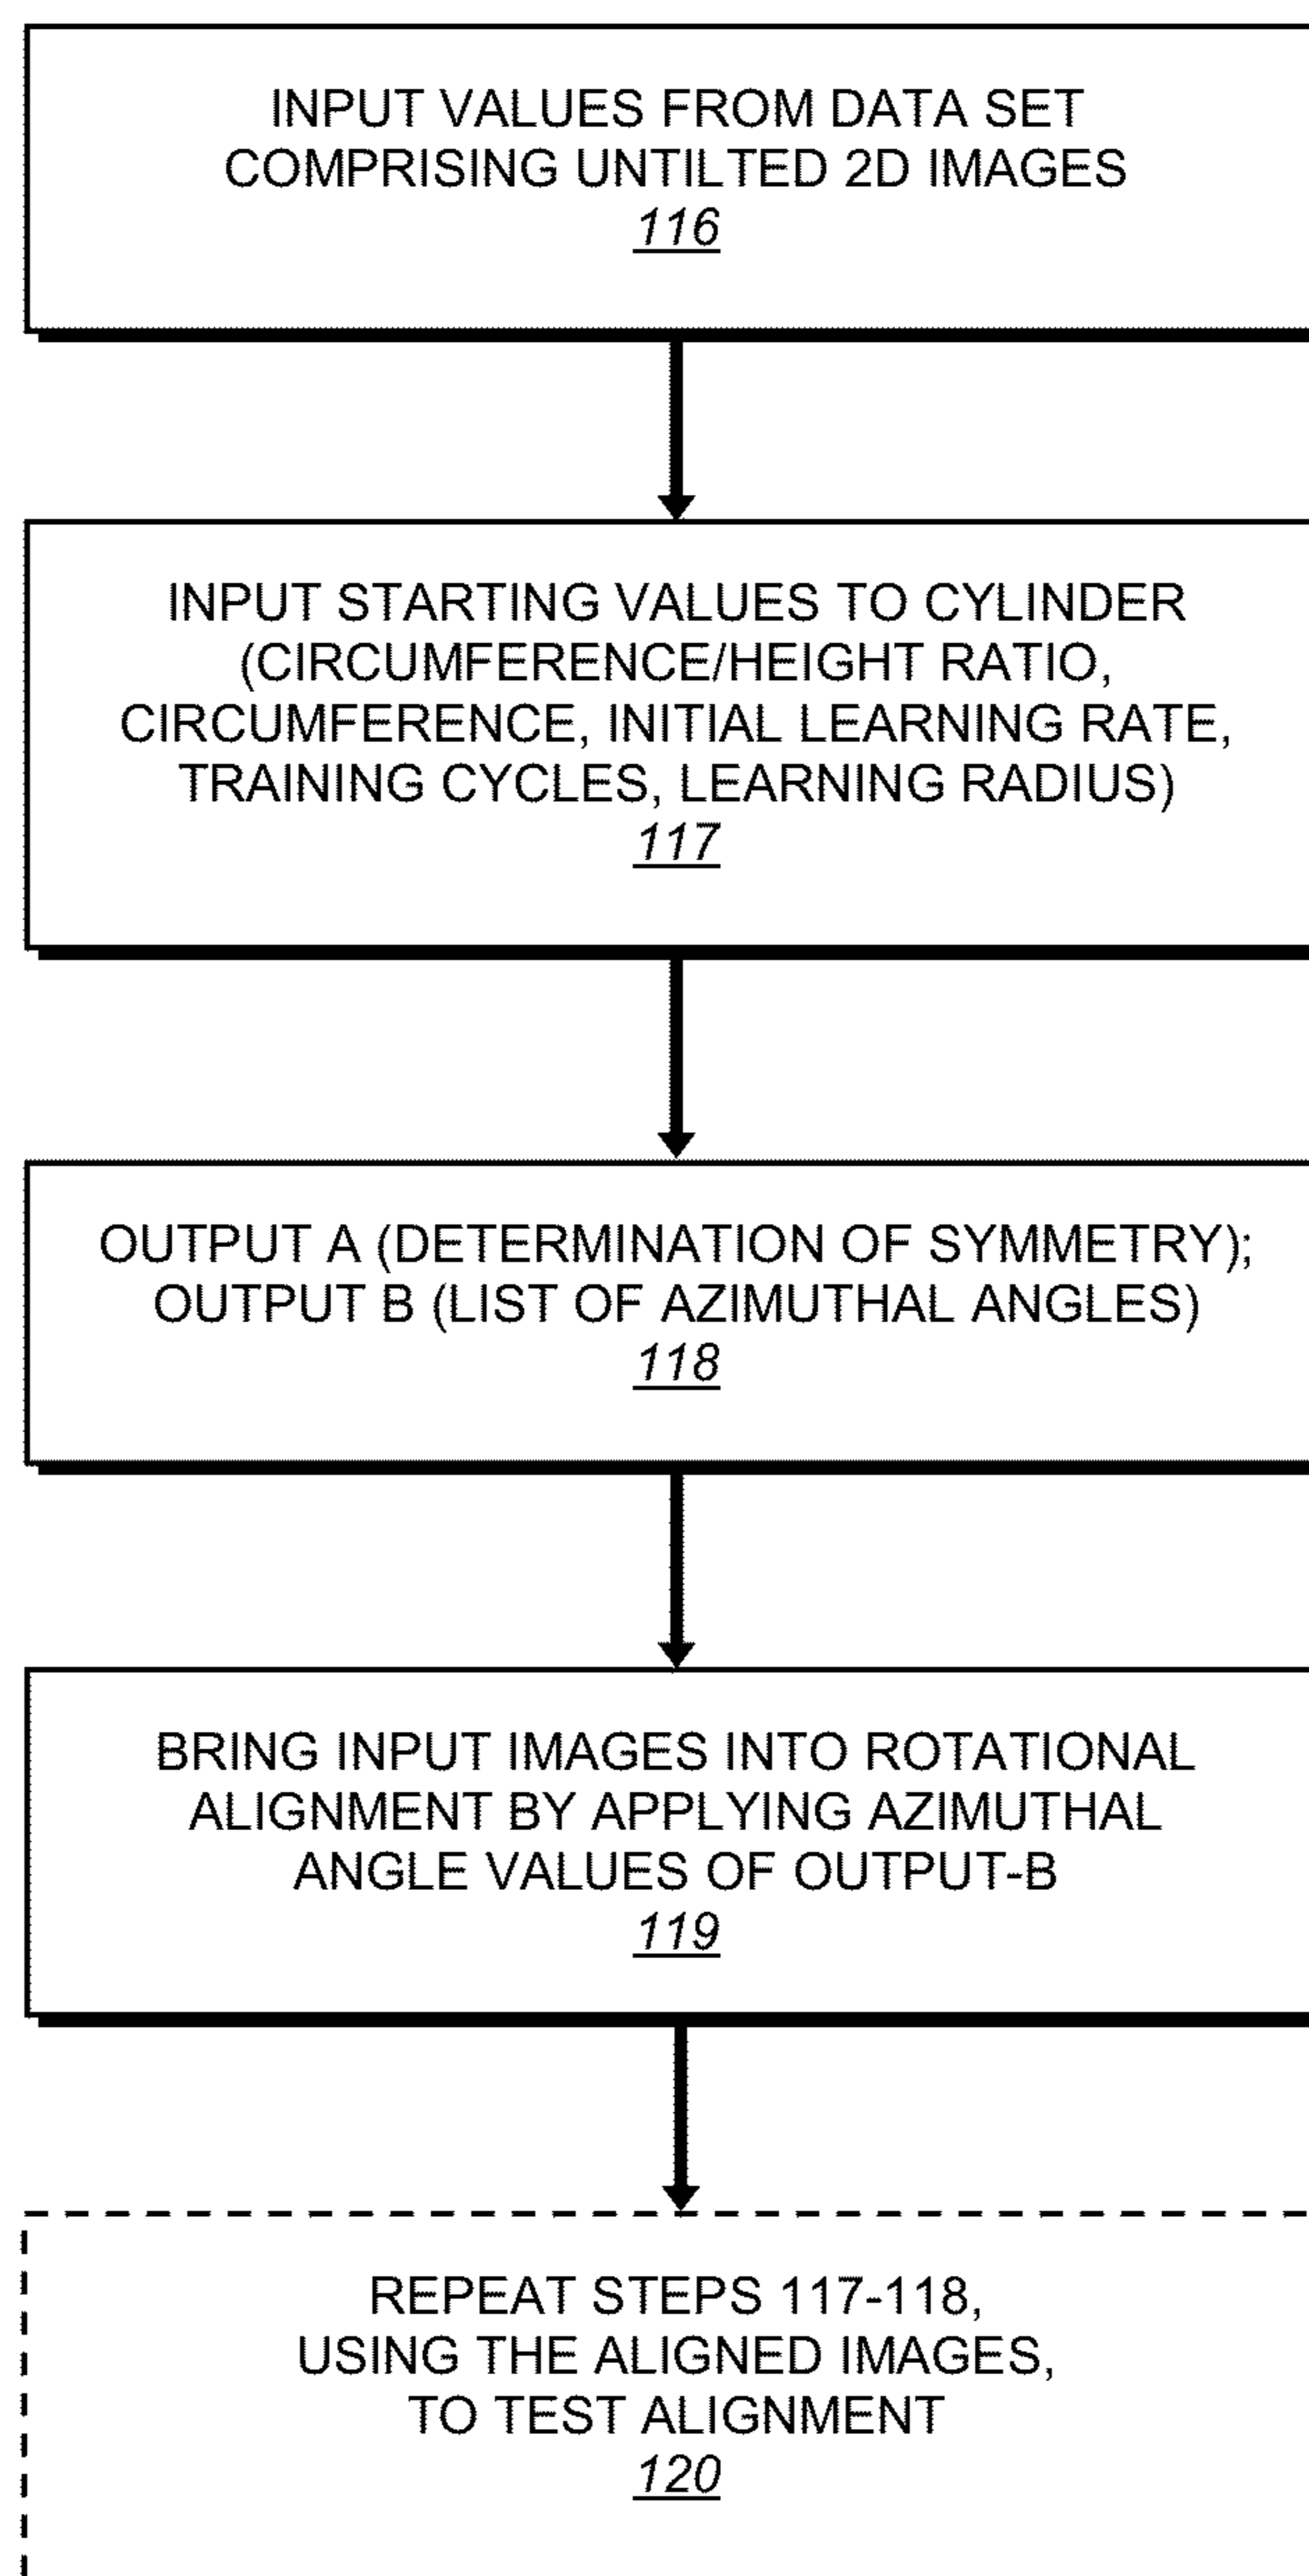 INPUT VALUES FROM DATA SET
COMPRISING UNTILTED 2D IMAGES
116
INPUT STARTING VALUES TO CYLINDER
(CIRCUMFERENCE/HEIGHT RATIO,
CIRCUMFERENCE, INITIAL LEARNING RATE,
TRAINING CYCLES, LEARNING RADIUS)
117
OUTPUT A (DETERMINATION OF SYMMETRY);
OUTPUT B (LIST OF AZIMUTHAL ANGLES)
118
BRING INPUT IMAGES INTO ROTATIONAL
ALIGNMENT BY APPLYING AZIMUTHAL
ANGLE VALUES OF OUTPUT-B
119
REPEAT STEPS 117-118,
USING THE ALIGNED IMAGES,
TO TEST ALIGNMENT
120